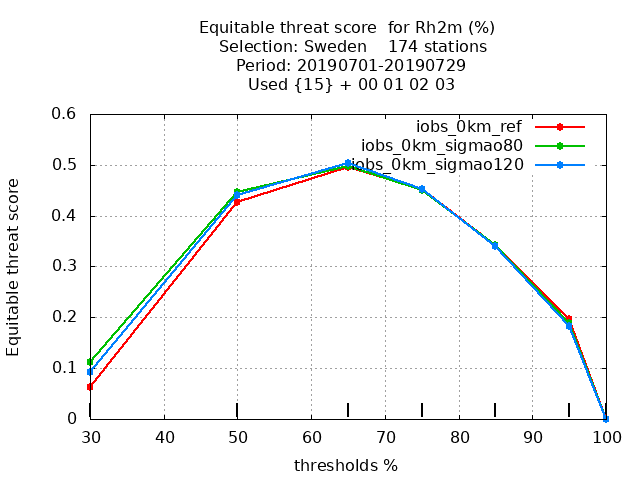 Equitable threat score  for Rh2m (%)
Selection: Sweden    174 stations
Period: 20190701-20190729
Used {15} + 00 01 02 03
iobs_0km_ref
iobs_0km_sigmao80
iobs_0km_sigmao120
Equitable threat score
0.6
0.5
0.4
0.3
0.2
0.1
0
30 40 50 60 70 80 90 100
thresholds %